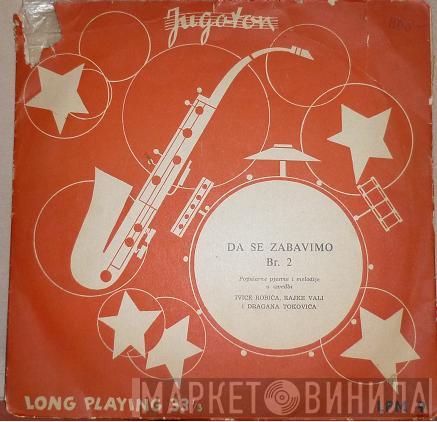 Jugoton
DA SE ZABAVIMO
Br. 2
Popularne pjesme i melodije
u izvedbi
IVICE ROBIĆA, RAJKE VALI
I DRAGANA TOKOVIĆA
LONG PLAYING 33⅓
МАРКЕТ ВИНИЛА